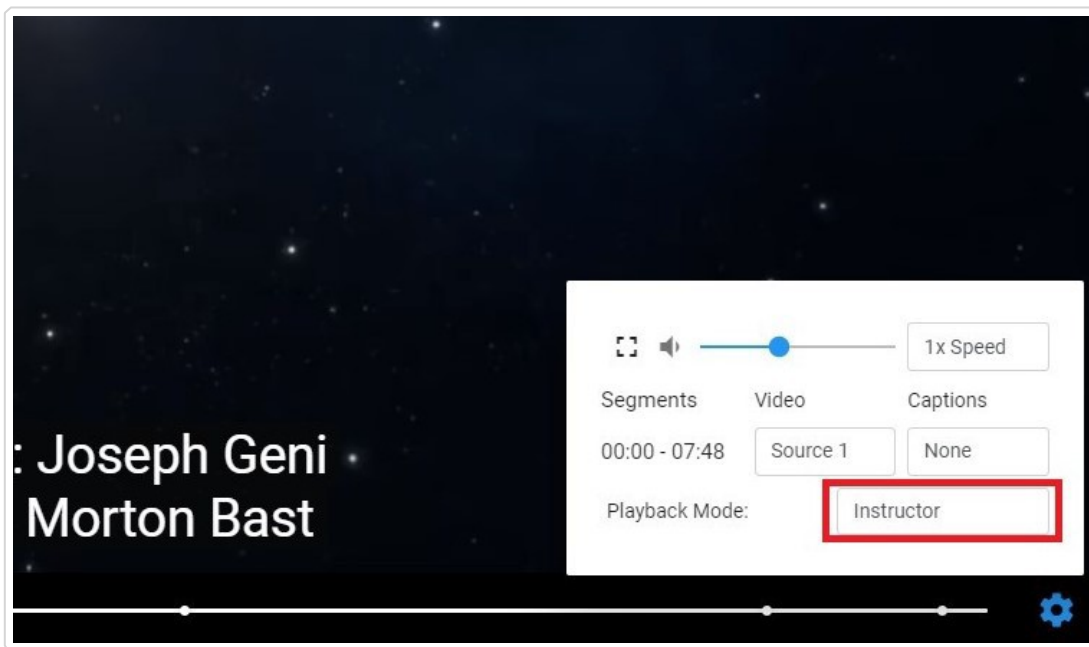 : Joseph Geni
Morton Bast
1x Speed
Segments Video Captions
00:00 - 07:48 Source 1 None
Playback Mode: Instructor